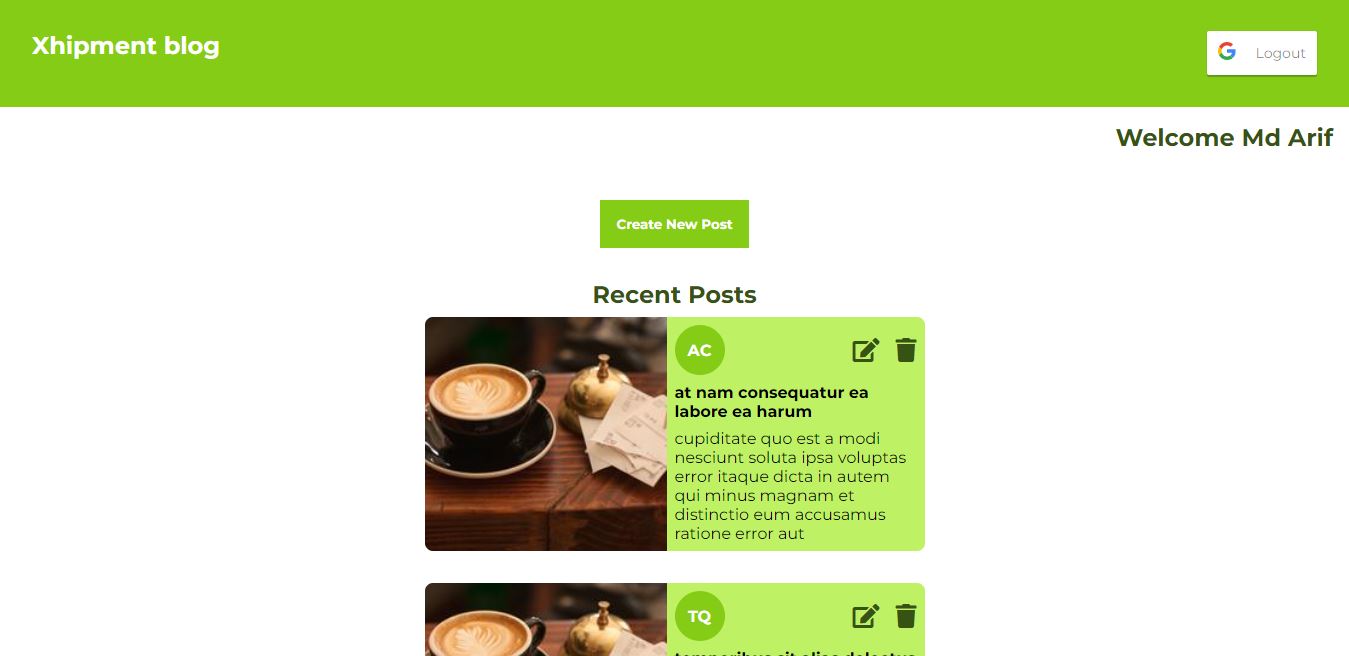 Xhipment blog
Logout
Welcome Md Arif
Create New Post
Recent Posts
AC
at nam consequatur ea
labore ea harum
cupiditate quo est a modi
nesciunt soluta ipsa voluptas
error itaque dicta in autem
qui minus magnam et
distinctio eum accusamus
ratione error aut
TQ